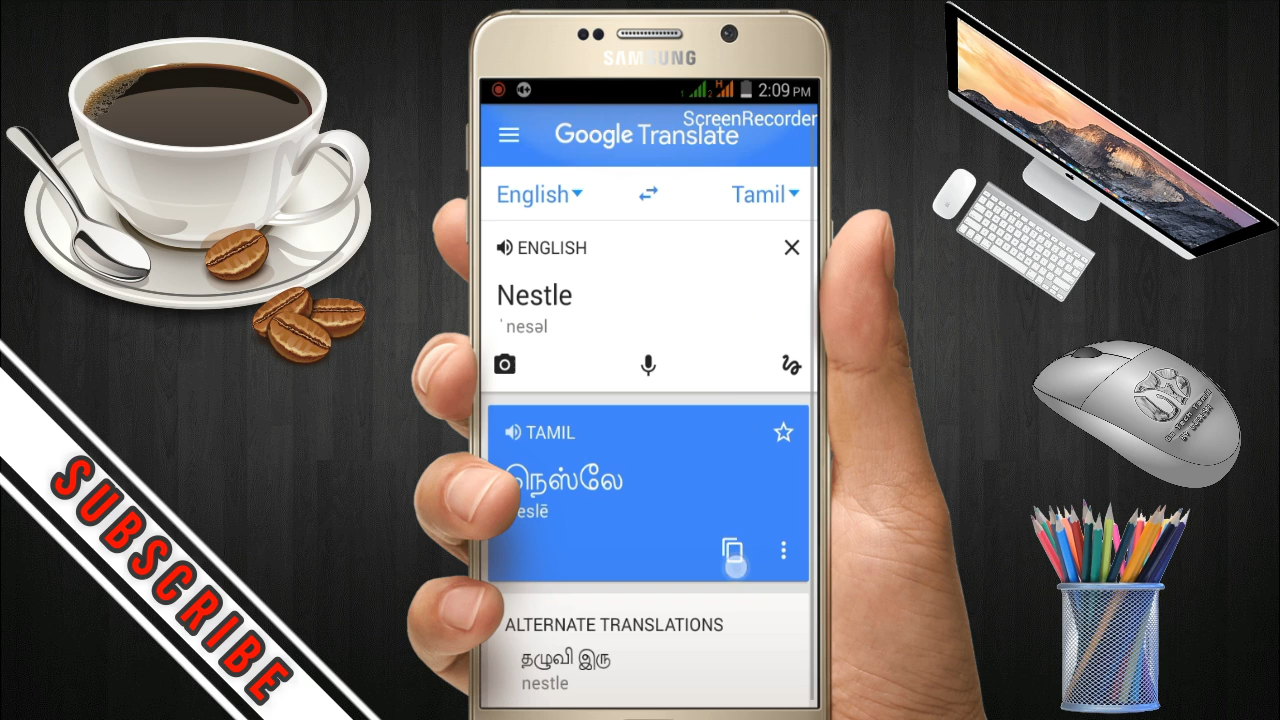 SAMSUNG
2:09 PM
ScreenRecorder
Google Translate
English
Tamil
ENGLISH
Nestle
ˈnesəl
TAMIL
நெஸ்லே
eslē
ALTERNATE TRANSLATIONS
தழுவி இரு
nestle
SUBSCRIBE